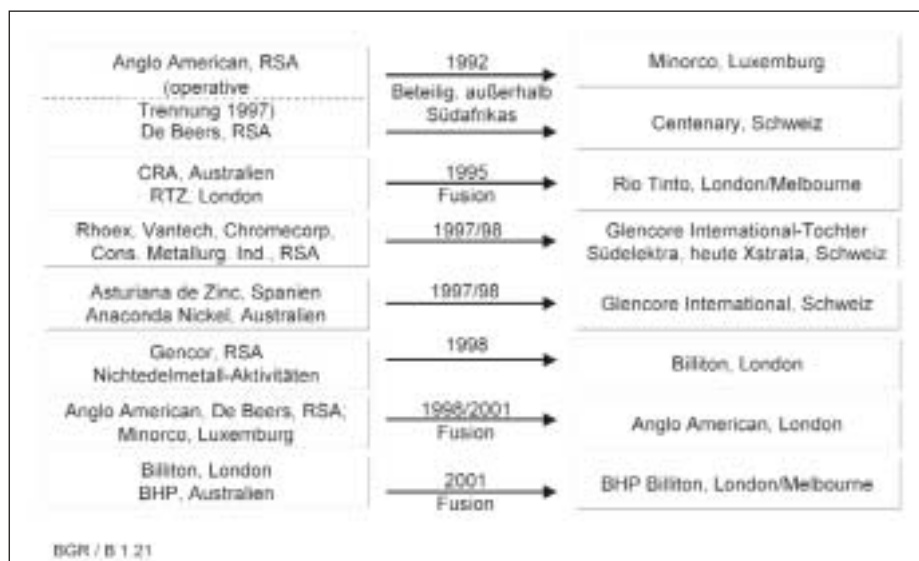 Anglo American, RSA
(operative
Trennung 1997)
De Beers, RSA
1992
Beteilig. außerhalb
Südafrikas
Minorco, Luxemburg
Centenary, Schweiz
CRA, Australien
RTZ, London
1995
Fusion
Rio Tinto, London/Melbourne
Rhoex, Vantech, Chromecorp,
Cons. Metallurg. Ind., RSA
1997/98
Glencore International-Tochter
Südelektra, heute Xstrata, Schweiz
Asturiana de Zinc, Spanien
Anaconda Nickel, Australien
1997/98
Glencore International, Schweiz
Gencor, RSA
Nichtedelmetall-Aktivitäten
1998
Billiton, London
Anglo American, De Beers, RSA;
Minorco, Luxemburg
1998/2001
Fusion
Anglo American, London
Billiton, London
BHP, Australien
2001
Fusion
BHP Billiton, London/Melbourne
BGR / B 1.21